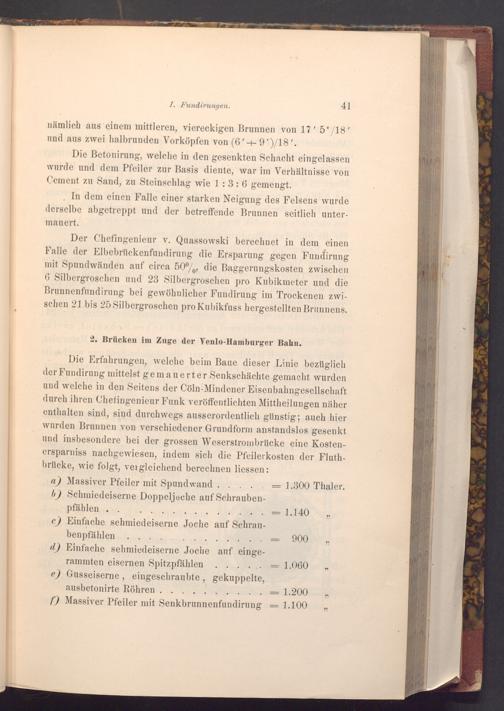 I. Fundirungen. 41
nämlich aus einem mittleren, viereckigen Brunnen von 17' 5"/18'
und aus zwei halbrunden Vorköpfen von (6' + 9')/18'.
Die Betonirung, welche in den gesenkten Schacht eingelassen
wurde und dem Pfeiler zur Basis diente, war im Verhältnisse von
Cement zu Sand, zu Steinschlag wie 1 : 3 : 6 gemengt.
In dem einen Falle einer starken Neigung des Felsens wurde
derselbe abgetreppt und der betreffende Brunnen seitlich unter-
mauert.
Der Chefingenieur v. Quassowski berechnet in dem einen
Falle der Elbebrückenfundirung die Ersparung gegen Fundirung
mit Spundwänden auf circa 50%, die Baggerungskosten zwischen
6 Silbergroschen und 23 Silbergroschen pro Kubikmeter und die
Brunnenfundirung bei gewöhnlicher Fundirung im Trockenen zwi-
schen 21 bis 25 Silbergroschen pro Kubikfuss hergestellten Brunnens.
2. Brücken im Zuge der Venlo-Hamburger Bahn.
Die Erfahrungen, welche beim Baue dieser Linie bezüglich
der Fundirung mittelst gemauerter Senkschächte gemacht wurden
und welche in den Seitens der Cöln-Mindener Eisenbahngesellschaft
durch ihren Chefingenieur Funk veröffentlichten Mittheilungen näher
enthalten sind, sind durchwegs ausserordentlich günstig; auch hier
wurden Brunnen von verschiedener Grundform anstandslos gesenkt
und insbesondere bei der grossen Weserstrombrücke eine Kosten-
ersparniss nachgewiesen, indem sich die Pfeilerkosten der Fluth-
brücke, wie folgt, vergleichend berechnen liessen:
a) Massiver Pfeiler mit Spundwand . . . . . = 1.300 Thaler.
b) Schmiedeiserne Doppeljoche auf Schrauben-
pfählen . . . . . . . . . . . . . . = 1.140 „
c) Einfache schmiedeiserne Joche auf Schrau-
benpfählen . . . . . . . . . . . . = 900 „
d) Einfache schmiedeiserne Joche auf einge-
rammten eisernen Spitzpfählen . . . . . = 1.060 „
e) Gusseiserne, eingeschraubte, gekuppelte,
ausbetonirte Röhren . . . . . . . . . . = 1.200 „
f) Massiver Pfeiler mit Senkbrunnenfundirung = 1.100 „